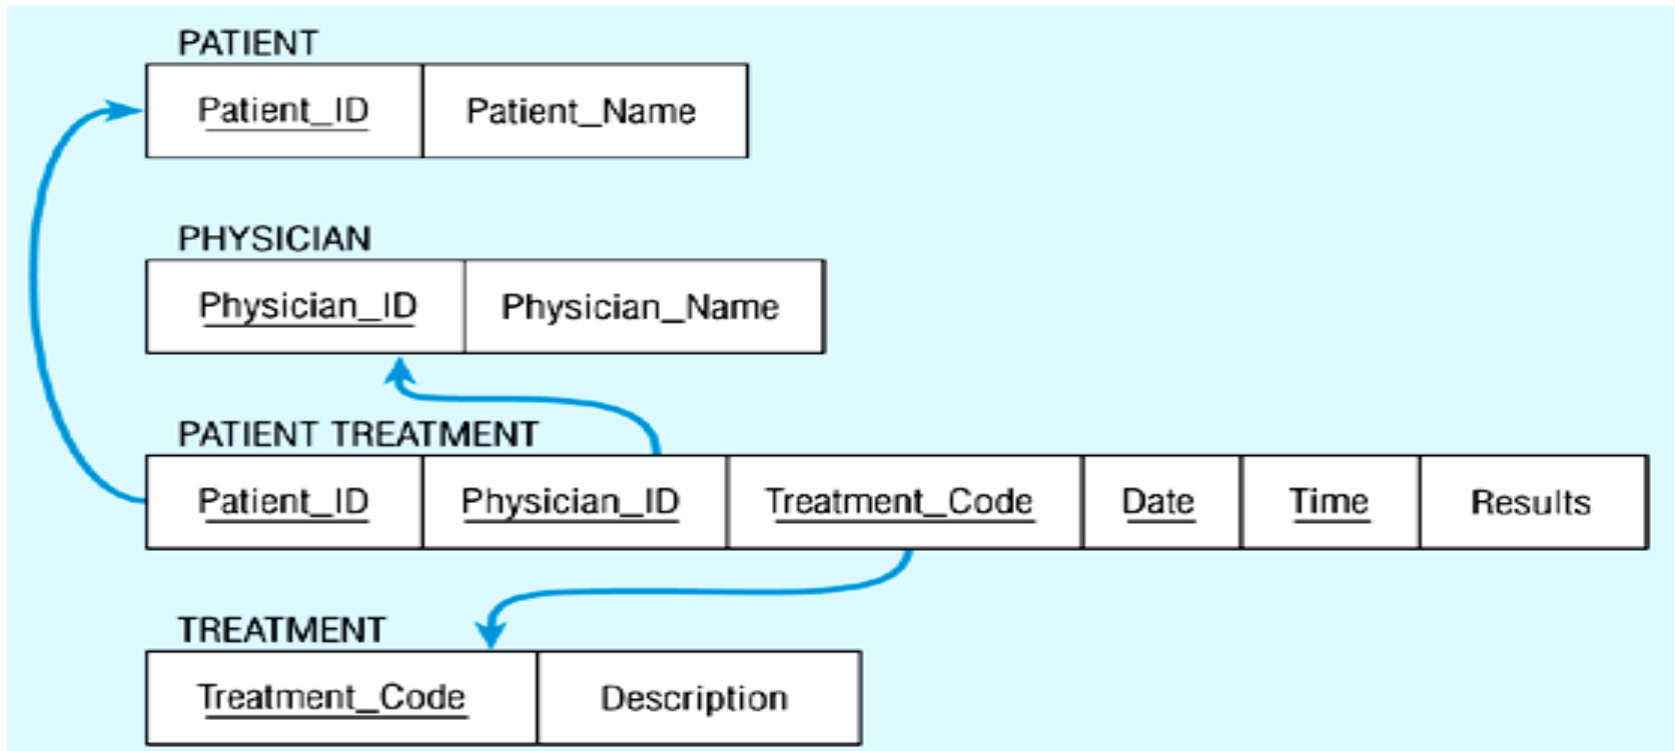 PATIENT
Patient_ID Patient_Name
PHYSICIAN
Physician_ID Physician_Name
PATIENT TREATMENT
Patient_ID Physician_ID Treatment_Code Date Time Results
TREATMENT
Treatment_Code Description